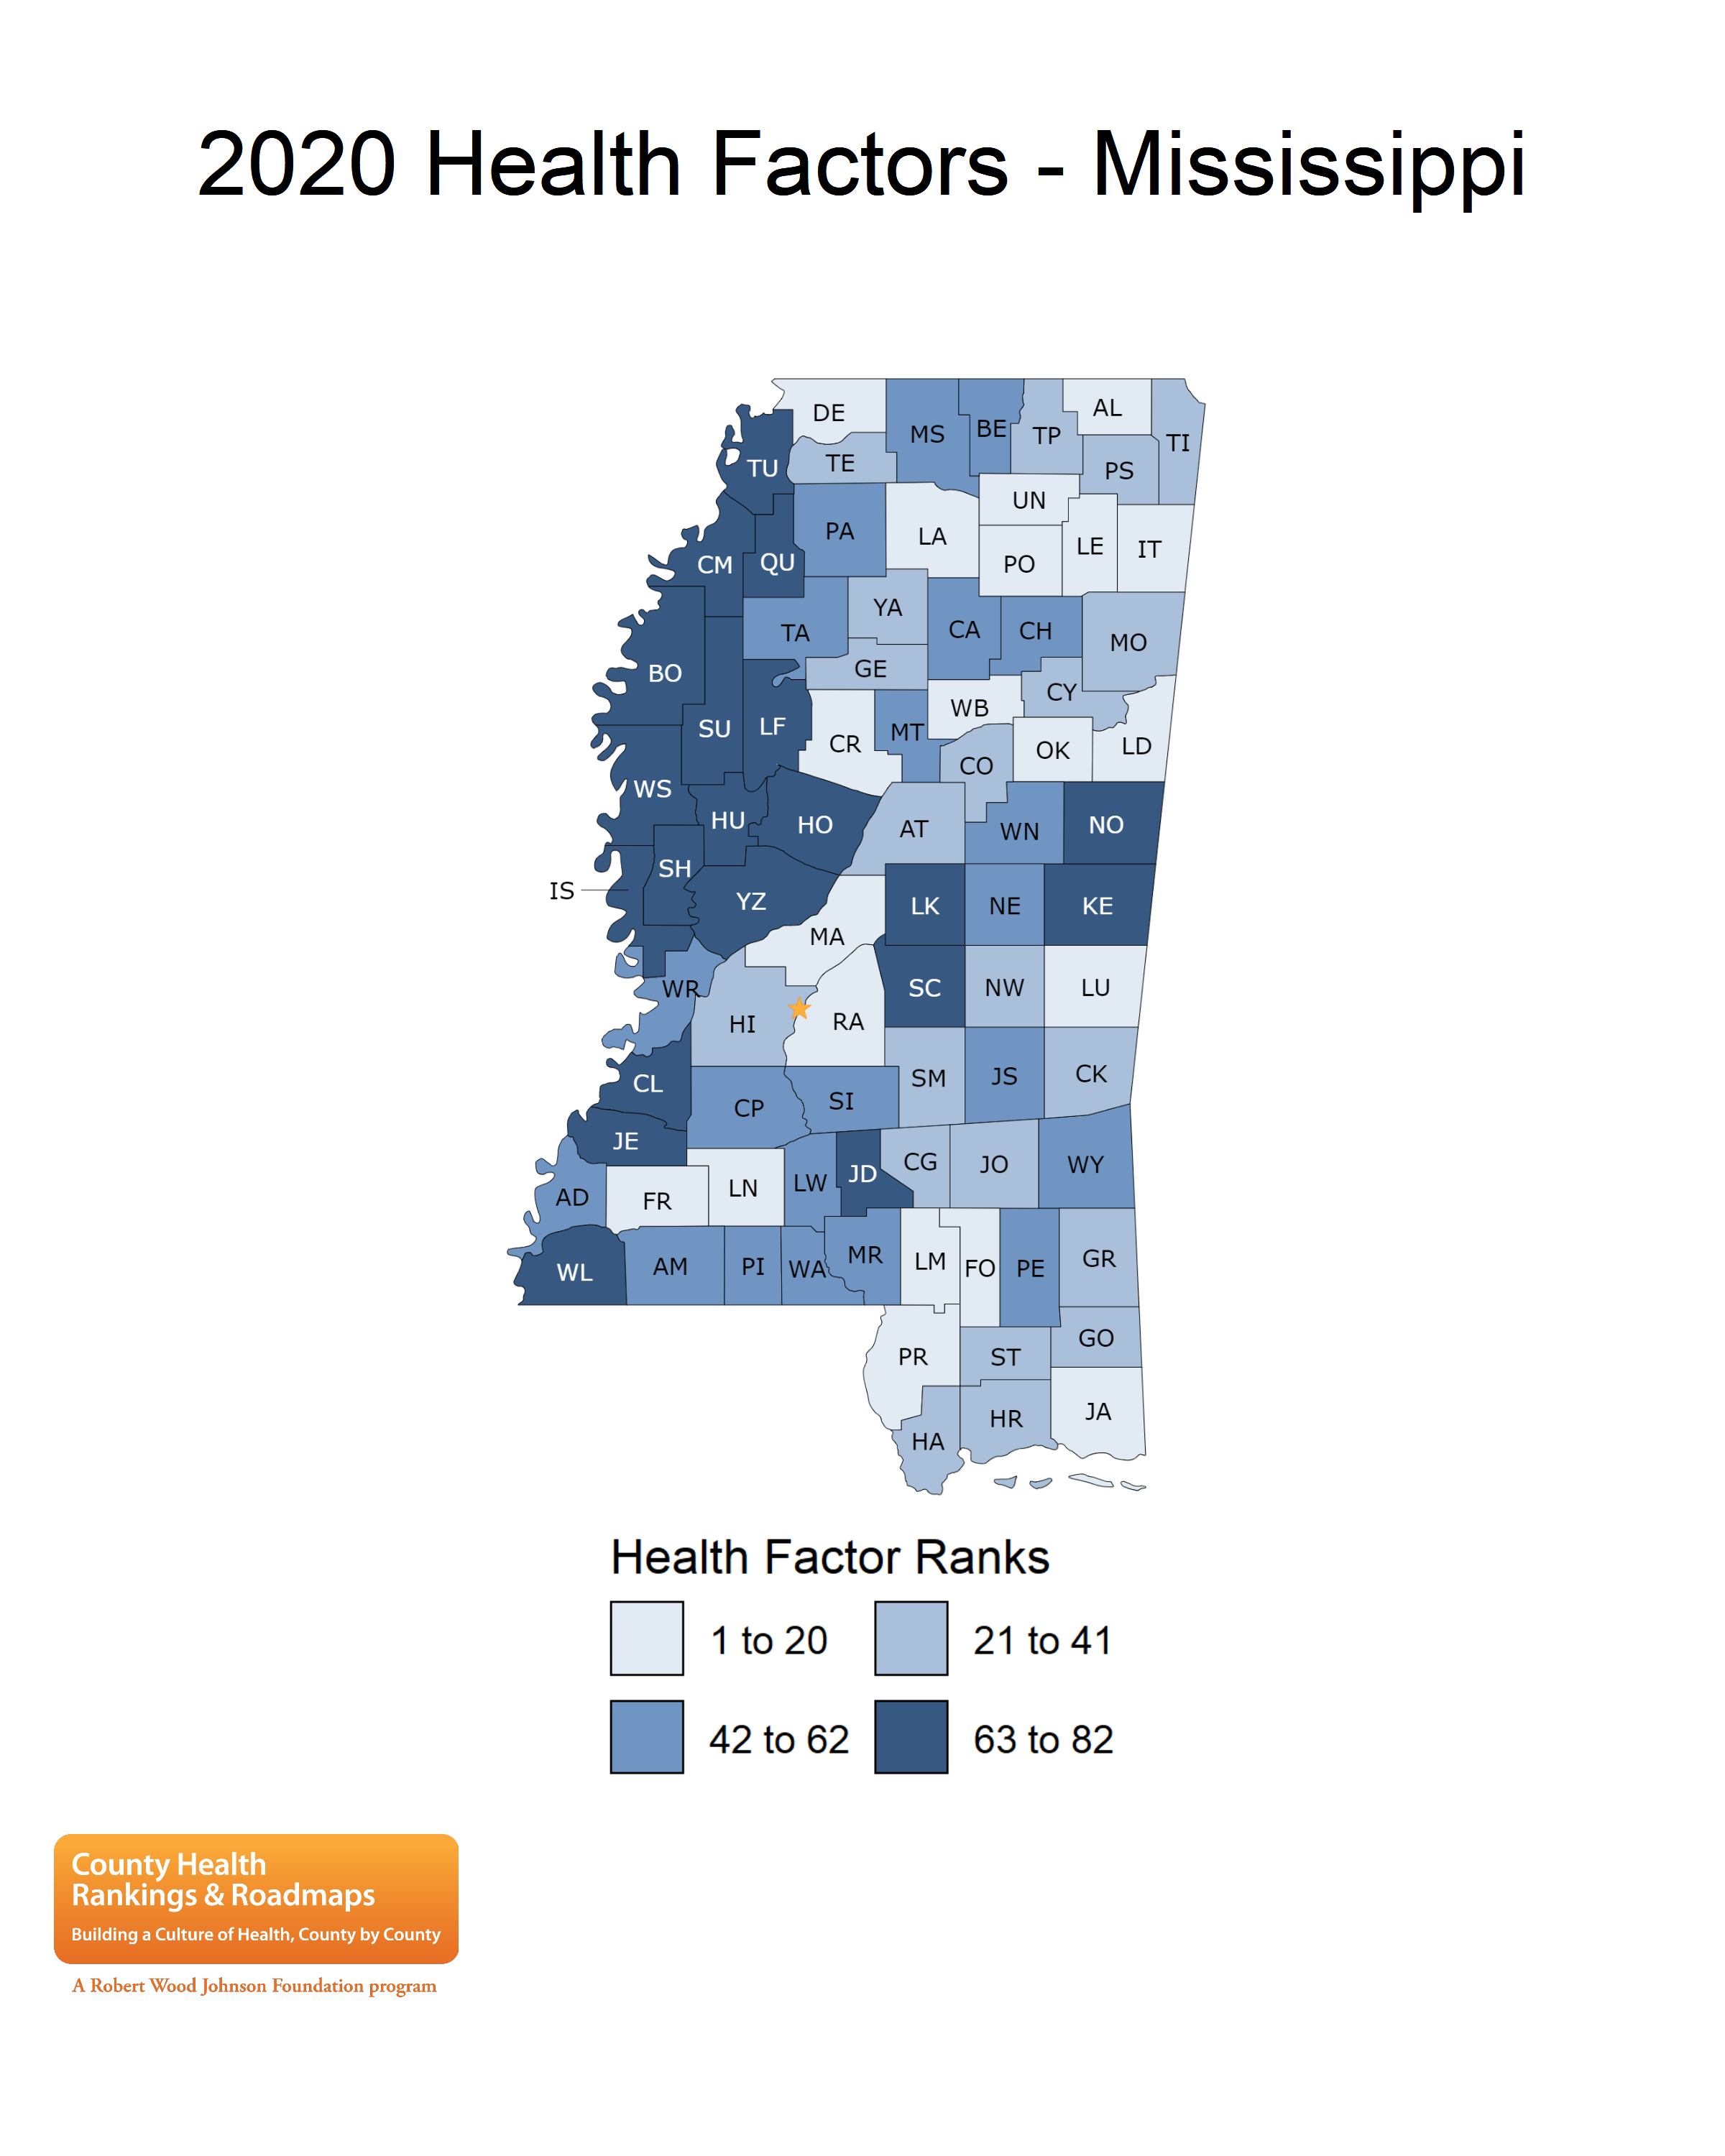 2020 Health Factors - Mississippi
DE
MS
BE
TP
AL
TI
TU
TE
PS
UN
PA
LA
LE
IT
CM
QU
PO
YA
TA
CA
CH
MO
GE
BO
CY
WB
SU
LF
MT
CR
OK
LD
CO
WS
HU
HO
AT
WN
NO
SH
IS
YZ
LK
NE
KE
MA
WR
SC
NW
LU
HI
RA
CL
SM
JS
CK
CP
SI
JE
JD
CG
JO
WY
AD
FR
LN
LW
WL
AM
PI
WA
MR
LM
FO
PE
GR
GO
PR
ST
JA
HR
HA
Health Factor Ranks
1 to 20
21 to 41
42 to 62
63 to 82
County Health
Rankings & Roadmaps
Building a Culture of Health, County by County
A Robert Wood Johnson Foundation program